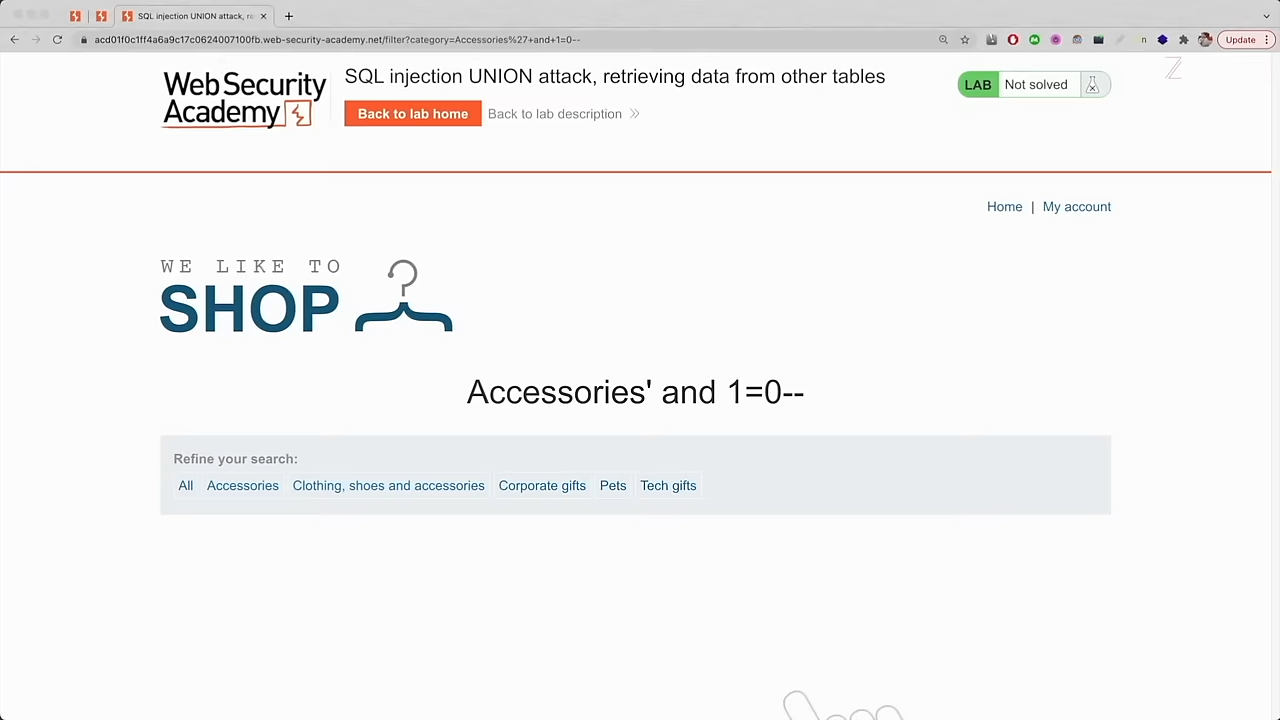 SQL injection UNION attack, re
acd01f0c1ff4a6a9c17c0624007100fb.web-security-academy.net/filter?category=Accessories%27+and+1=0--
Update
Web Security
Academy
SQL injection UNION attack, retrieving data from other tables
Back to lab home
Back to lab description
LAB
Not solved
Home | My account
WE LIKE TO
SHOP
Accessories' and 1=0--
Refine your search:
All
Accessories
Clothing, shoes and accessories
Corporate gifts
Pets
Tech gifts